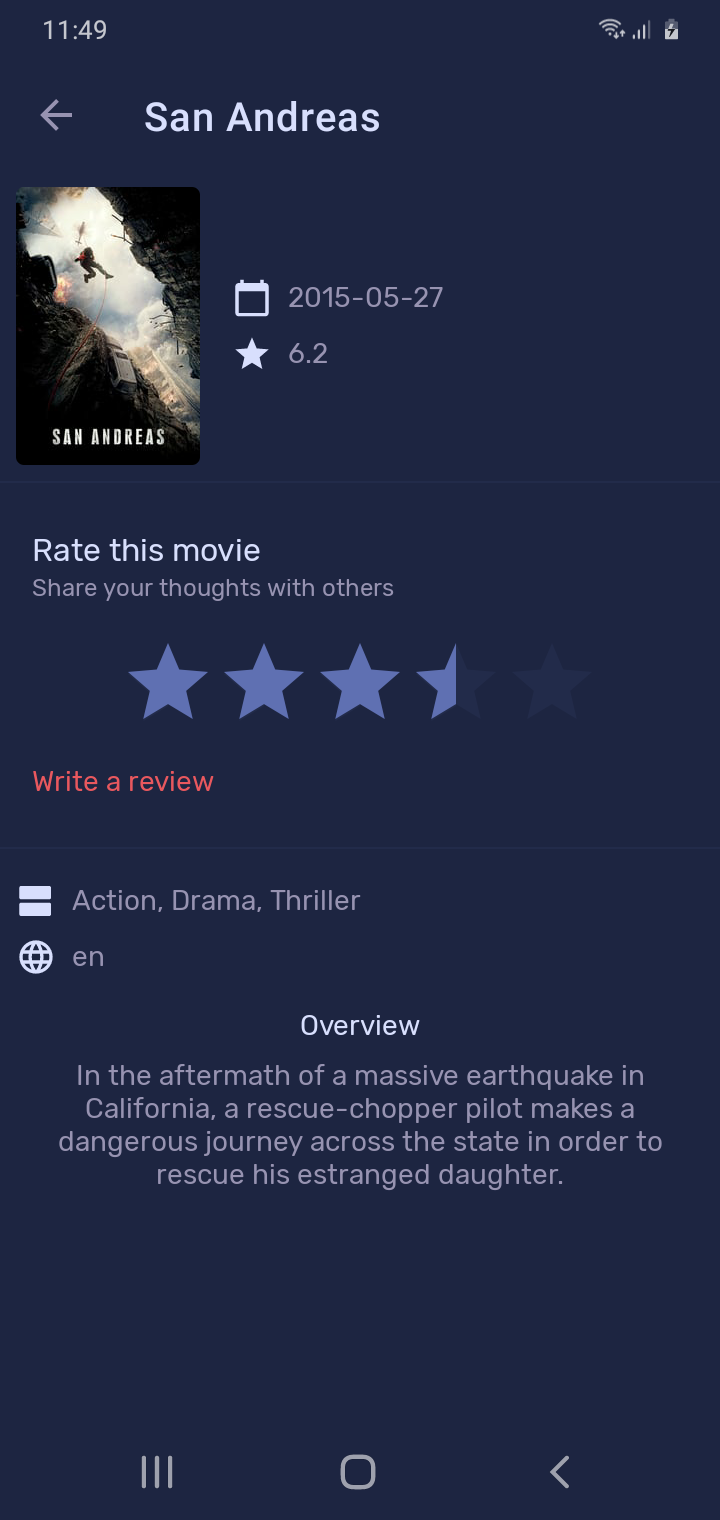 11:49
San Andreas
SAN ANDREAS
2015-05-27
6.2
Rate this movie
Share your thoughts with others
Write a review
Action, Drama, Thriller
en
Overview
In the aftermath of a massive earthquake in
California, a rescue-chopper pilot makes a
dangerous journey across the state in order to
rescue his estranged daughter.